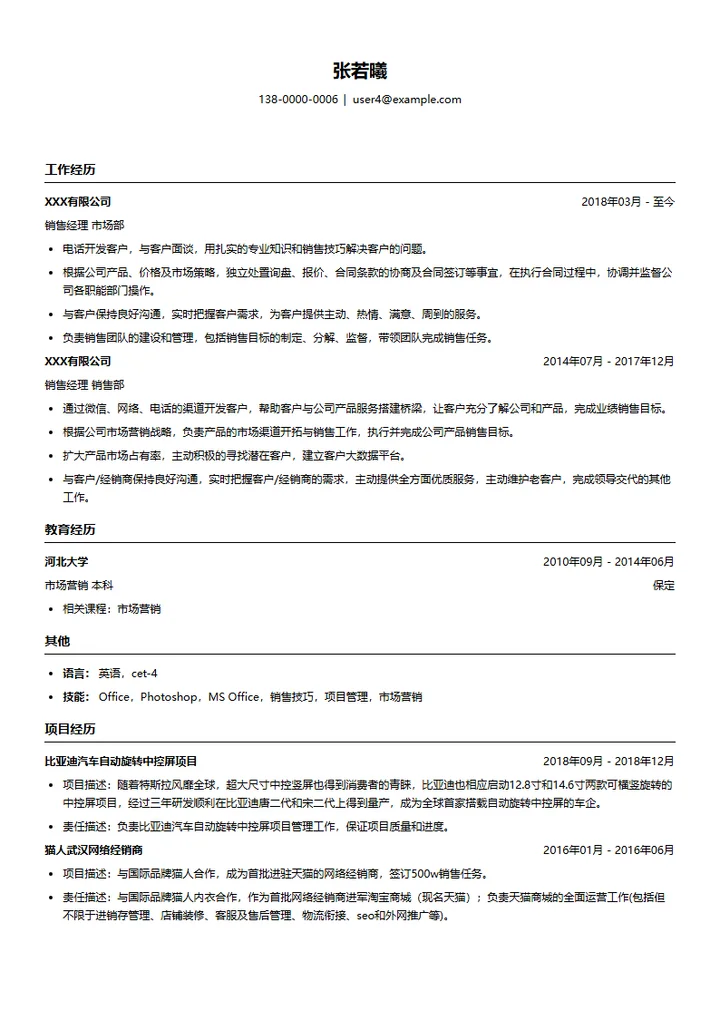 张若曦
138-0000-0006 | user4@example.com
工作经历
XXX有限公司 2018年03月 - 至今
销售经理 市场部
• 电话开发客户，与客户面谈，用扎实的专业知识和销售技巧解决客户的问题。
• 根据公司产品、价格及市场策略，独立处置询盘、报价、合同条款的协商及合同签订等事宜，在执行合同过程中，协调并监督公
司各职能部门操作。
• 与客户保持良好沟通，实时把握客户需求，为客户提供主动、热情、满意、周到的服务。
• 负责销售团队的建设和管理，包括销售目标的制定、分解、监督，带领团队完成销售任务。
XXX有限公司 2014年07月 - 2017年12月
销售经理 销售部
• 通过微信、网络、电话的渠道开发客户，帮助客户与公司产品服务搭建桥梁，让客户充分了解公司和产品，完成业绩销售目标。
• 根据公司市场营销战略，负责产品的市场渠道开拓与销售工作，执行并完成公司产品销售目标。
• 扩大产品市场占有率，主动积极的寻找潜在客户，建立客户大数据平台。
• 与客户/经销商保持良好沟通，实时把握客户/经销商的需求，主动提供全方面优质服务，主动维护老客户，完成领导交代的其他
工作。
教育经历
河北大学 2010年09月 - 2014年06月
市场营销 本科 保定
• 相关课程：市场营销
其他
• 语言： 英语，cet-4
• 技能： Office，Photoshop，MS Office，销售技巧，项目管理，市场营销
项目经历
比亚迪汽车自动旋转中控屏项目 2018年09月 - 2018年12月
• 项目描述：随着特斯拉风靡全球，超大尺寸中控竖屏也得到消费者的青睐，比亚迪也相应启动12.8寸和14.6寸两款可横竖旋转的
中控屏项目，经过三年研发顺利在比亚迪唐二代和宋二代上得到量产，成为全球首家搭载自动旋转中控屏的车企。
• 责任描述：负责比亚迪汽车自动旋转中控屏项目管理工作，保证项目质量和进度。
猫人武汉网络经销商 2016年01月 - 2016年06月
• 项目描述：与国际品牌猫人合作，成为首批进驻天猫的网络经销商，签订500w销售任务。
• 责任描述：与国际品牌猫人内衣合作，作为首批网络经销商进军淘宝商城（现名天猫）；负责天猫商城的全面运营工作(包括但
不限于进销存管理、店铺装修、客服及售后管理、物流衔接、seo和外网推广等)。